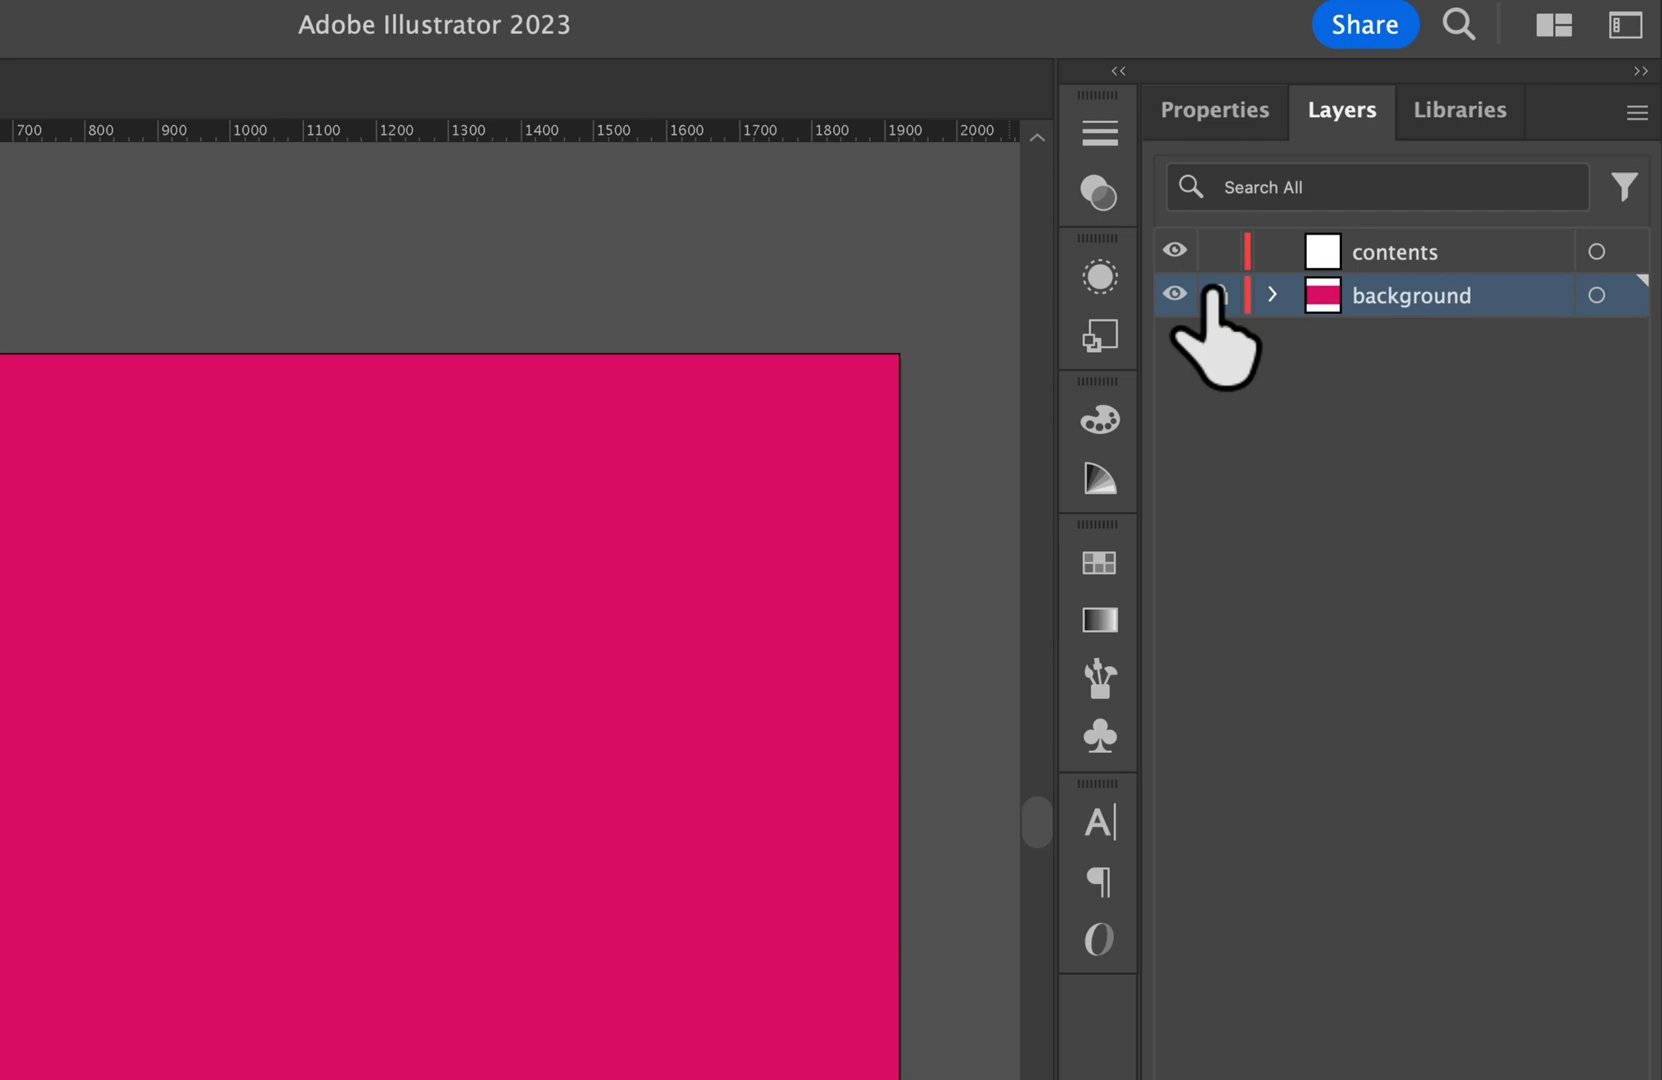 Adobe Illustrator 2023
Share
Properties Layers Libraries
700 800 900 1000 1100 1200 1300 1400 1500 1600 1700 1800 1900 2000
Search All
contents
background